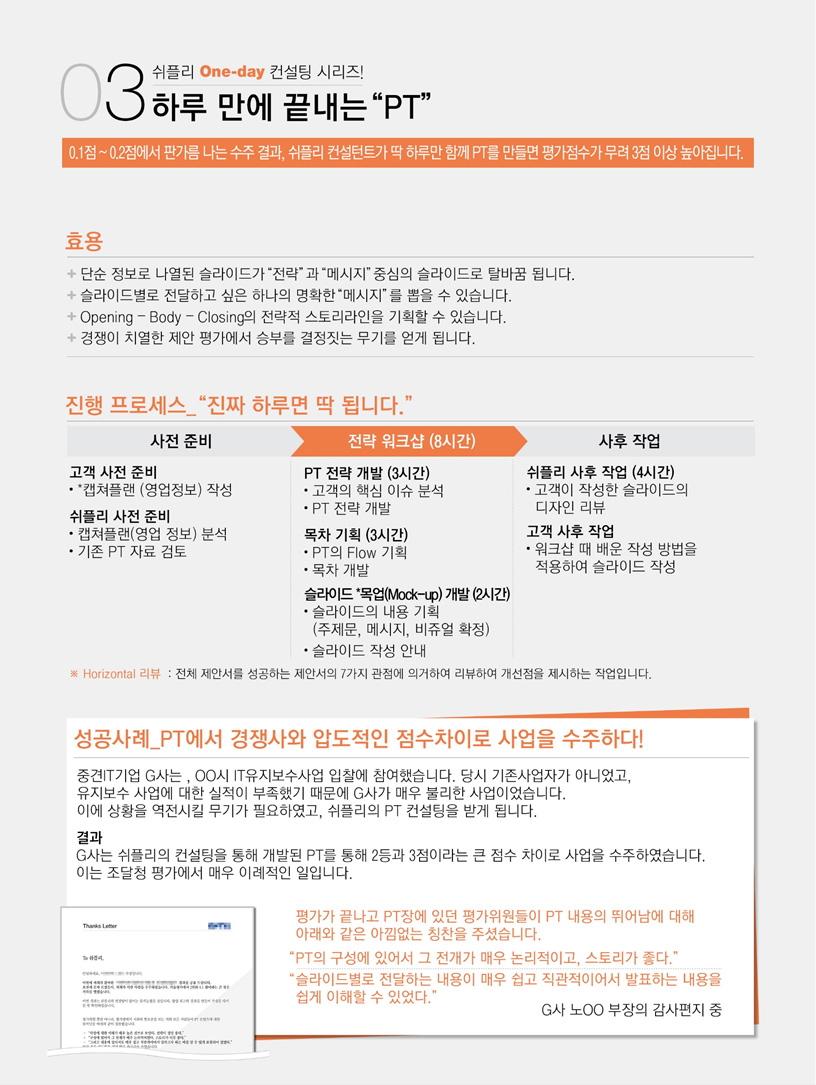 03
쉬플리 One-day 컨설팅 시리즈!
하루 만에 끝내는 “PT”
0.1점 ~ 0.2점에서 판가름 나는 수주 결과, 쉬플리 컨설턴트가 딱 하루만 함께 PT를 만들면 평가점수가 무려 3점 이상 높아집니다.
효용
+ 단순 정보로 나열된 슬라이드가 “전략” 과 “메시지” 중심의 슬라이드로 탈바꿈 됩니다.
+ 슬라이드별로 전달하고 싶은 하나의 명확한 “메시지” 를 뽑을 수 있습니다.
+ Opening – Body – Closing의 전략적 스토리라인을 기획할 수 있습니다.
+ 경쟁이 치열한 제안 평가에서 승부를 결정짓는 무기를 얻게 됩니다.
진행 프로세스_ “진짜 하루면 딱 됩니다.”
사전 준비
고객 사전 준비
• *캡쳐플랜 (영업정보) 작성
쉬플리 사전 준비
• 캡쳐플랜(영업 정보) 분석
• 기존 PT 자료 검토
전략 워크샵 (8시간)
PT 전략 개발 (3시간)
• 고객의 핵심 이슈 분석
• PT 전략 개발
목차 기획 (3시간)
• PT의 Flow 기획
• 목차 개발
슬라이드 *목업(Mock-up) 개발 (2시간)
• 슬라이드의 내용 기획
(주제문, 메시지, 비쥬얼 확정)
• 슬라이드 작성 안내
사후 작업
쉬플리 사후 작업 (4시간)
• 고객이 작성한 슬라이드의
디자인 리뷰
고객 사후 작업
• 워크샵 때 배운 작성 방법을
적용하여 슬라이드 작성
※ Horizontal 리뷰 : 전체 제안서를 성공하는 제안서의 7가지 관점에 의거하여 리뷰하여 개선점을 제시하는 작업입니다.
성공사례_PT에서 경쟁사와 압도적인 점수차이로 사업을 수주하다!
중견IT기업 G사는 , OO시 IT유지보수사업 입찰에 참여했습니다. 당시 기존사업자가 아니었고,
유지보수 사업에 대한 실적이 부족했기 때문에 G사가 매우 불리한 사업이었습니다.
이에 상황을 역전시킬 무기가 필요하였고, 쉬플리의 PT 컨설팅을 받게 됩니다.
결과
G사는 쉬플리의 컨설팅을 통해 개발된 PT를 통해 2등과 3점이라는 큰 점수 차이로 사업을 수주하였습니다.
이는 조달청 평가에서 매우 이례적인 일입니다.
Thanks Letter
To 쉬플리,
평가가 끝나고 PT장에 있던 평가위원들이 PT 내용의 뛰어남에 대해
아래와 같은 아낌없는 칭찬을 주셨습니다.
“PT의 구성에 있어서 그 전개가 매우 논리적이고, 스토리가 좋다.”
“슬라이드별로 전달하는 내용이 매우 쉽고 직관적이어서 발표하는 내용을
쉽게 이해할 수 있었다.”
G사 노OO 부장의 감사편지 중